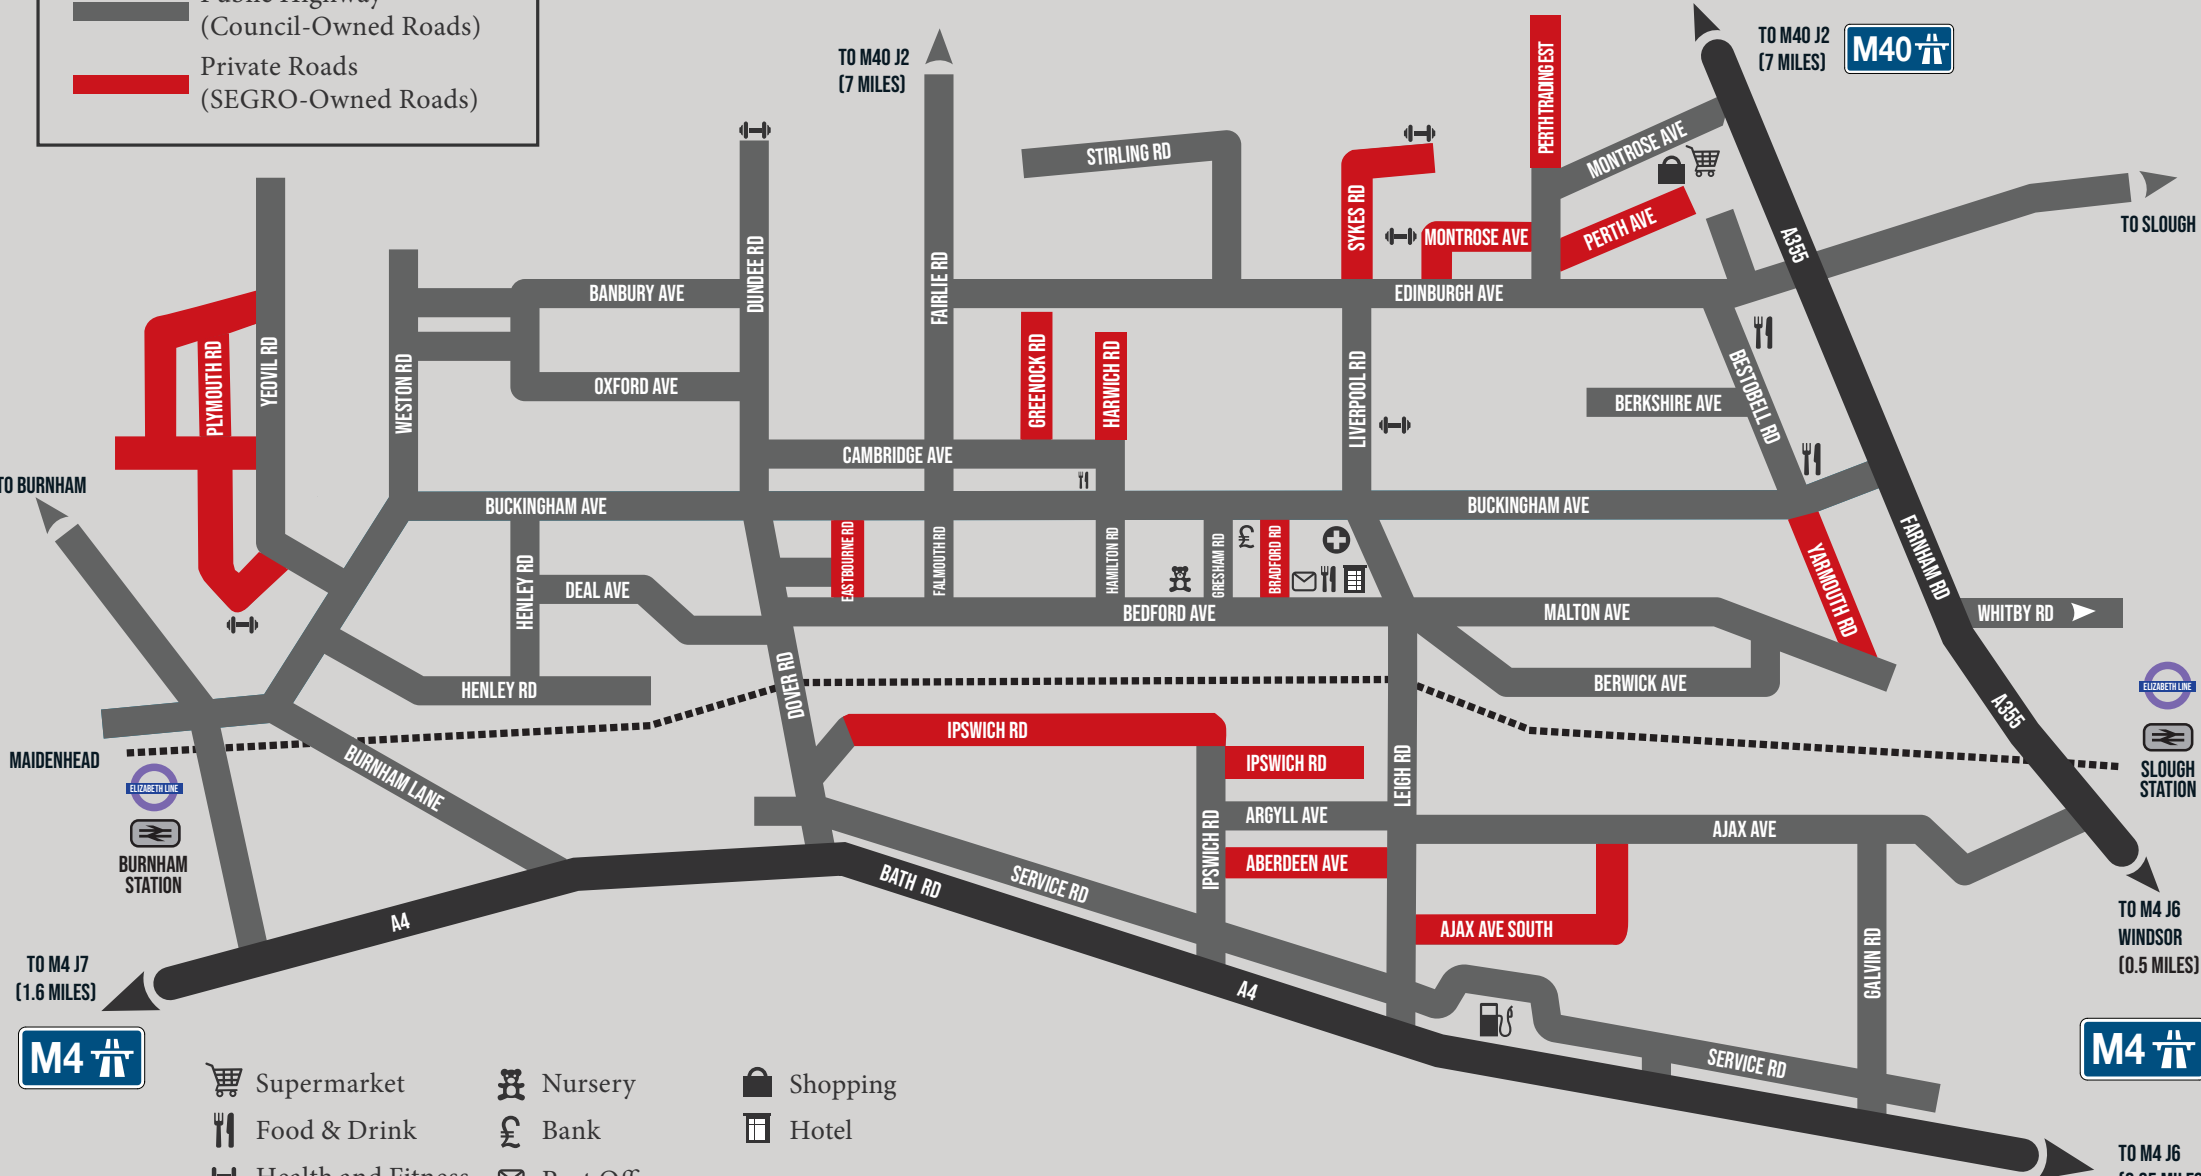 Public Highway
(Council-Owned Roads)
Private Roads
(SEGRO-Owned Roads)
TO M40 J2
(7 MILES)
TO M40 J2
(7 MILES)
M40
PERTH TRADING EST
MONTROSE AVE
STIRLING RD
SYKES RD
MONTROSE AVE
PERTH AVE
A355
TO SLOUGH
DUNDEE RD
FAIRLIE RD
BANBURY AVE
EDINBURGH AVE
PLYMOUTH RD
YEOVIL RD
WESTON RD
OXFORD AVE
GREENOCK RD
HARWICH RD
LIVERPOOL RD
BESTOBELL RD
BERKSHIRE AVE
CAMBRIDGE AVE
TO BURNHAM
BUCKINGHAM AVE
BUCKINGHAM AVE
HENLEY RD
DEAL AVE
EASTBOURNE RD
FALMOUTH RD
HAMILTON RD
GRESHAM RD
£
BRADFORD RD
YARMOUTH RD
FARNHAM RD
BEDFORD AVE
MALTON AVE
WHITBY RD
HENLEY RD
DOVER RD
BERWICK AVE
A355
ELIZABETH LINE
SLOUGH
STATION
MAIDENHEAD
ELIZABETH LINE
BURNHAM
STATION
BURNHAM LANE
IPSWICH RD
IPSWICH RD
LEIGH RD
IPSWICH RD
ARGYLL AVE
AJAX AVE
ABERDEEN AVE
BATH RD
SERVICE RD
A4
AJAX AVE SOUTH
GALVIN RD
TO M4 J6
WINDSOR
(0.5 MILES)
TO M4 J7
(1.6 MILES)
M4
A4
SERVICE RD
M4
Supermarket
Nursery
Shopping
Food & Drink
£ Bank
Hotel
Health and Fitness
TO M4 J6